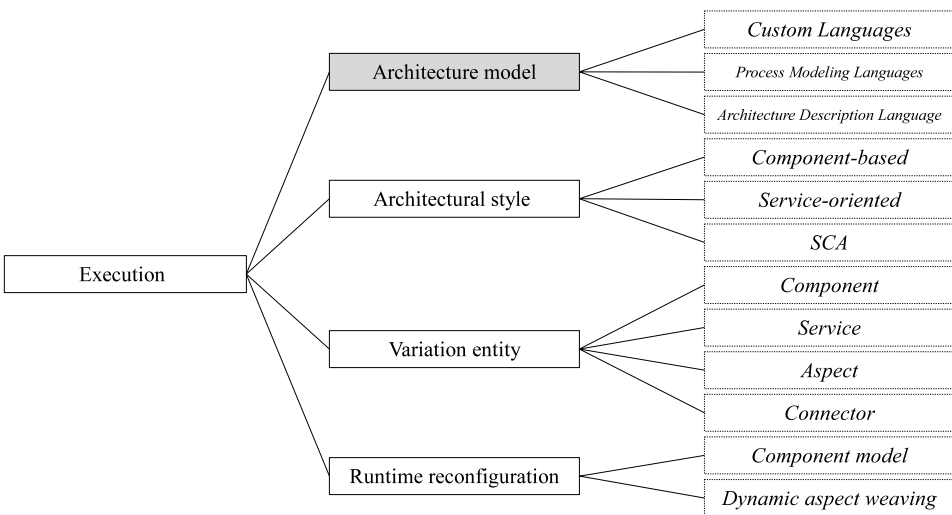 Execution
Architecture model
Custom Languages
Process Modeling Languages
Architecture Description Language
Architectural style
Component-based
Service-oriented
SCA
Variation entity
Component
Service
Aspect
Connector
Runtime reconfiguration
Component model
Dynamic aspect weaving